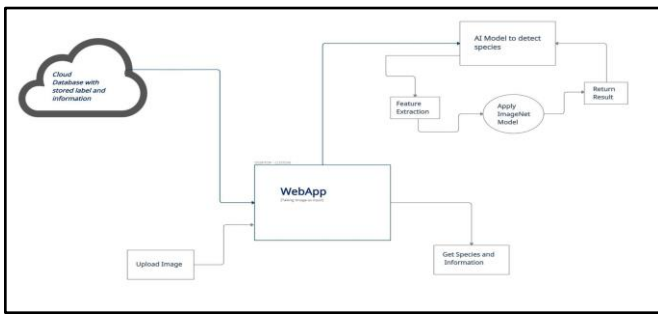 Cloud
Database with
stored label and
information
AI Model to detect
species
Feature
Extraction
Apply
ImageNet
Model
Return
Result
WebApp
Upload Image
Get Species and
Information